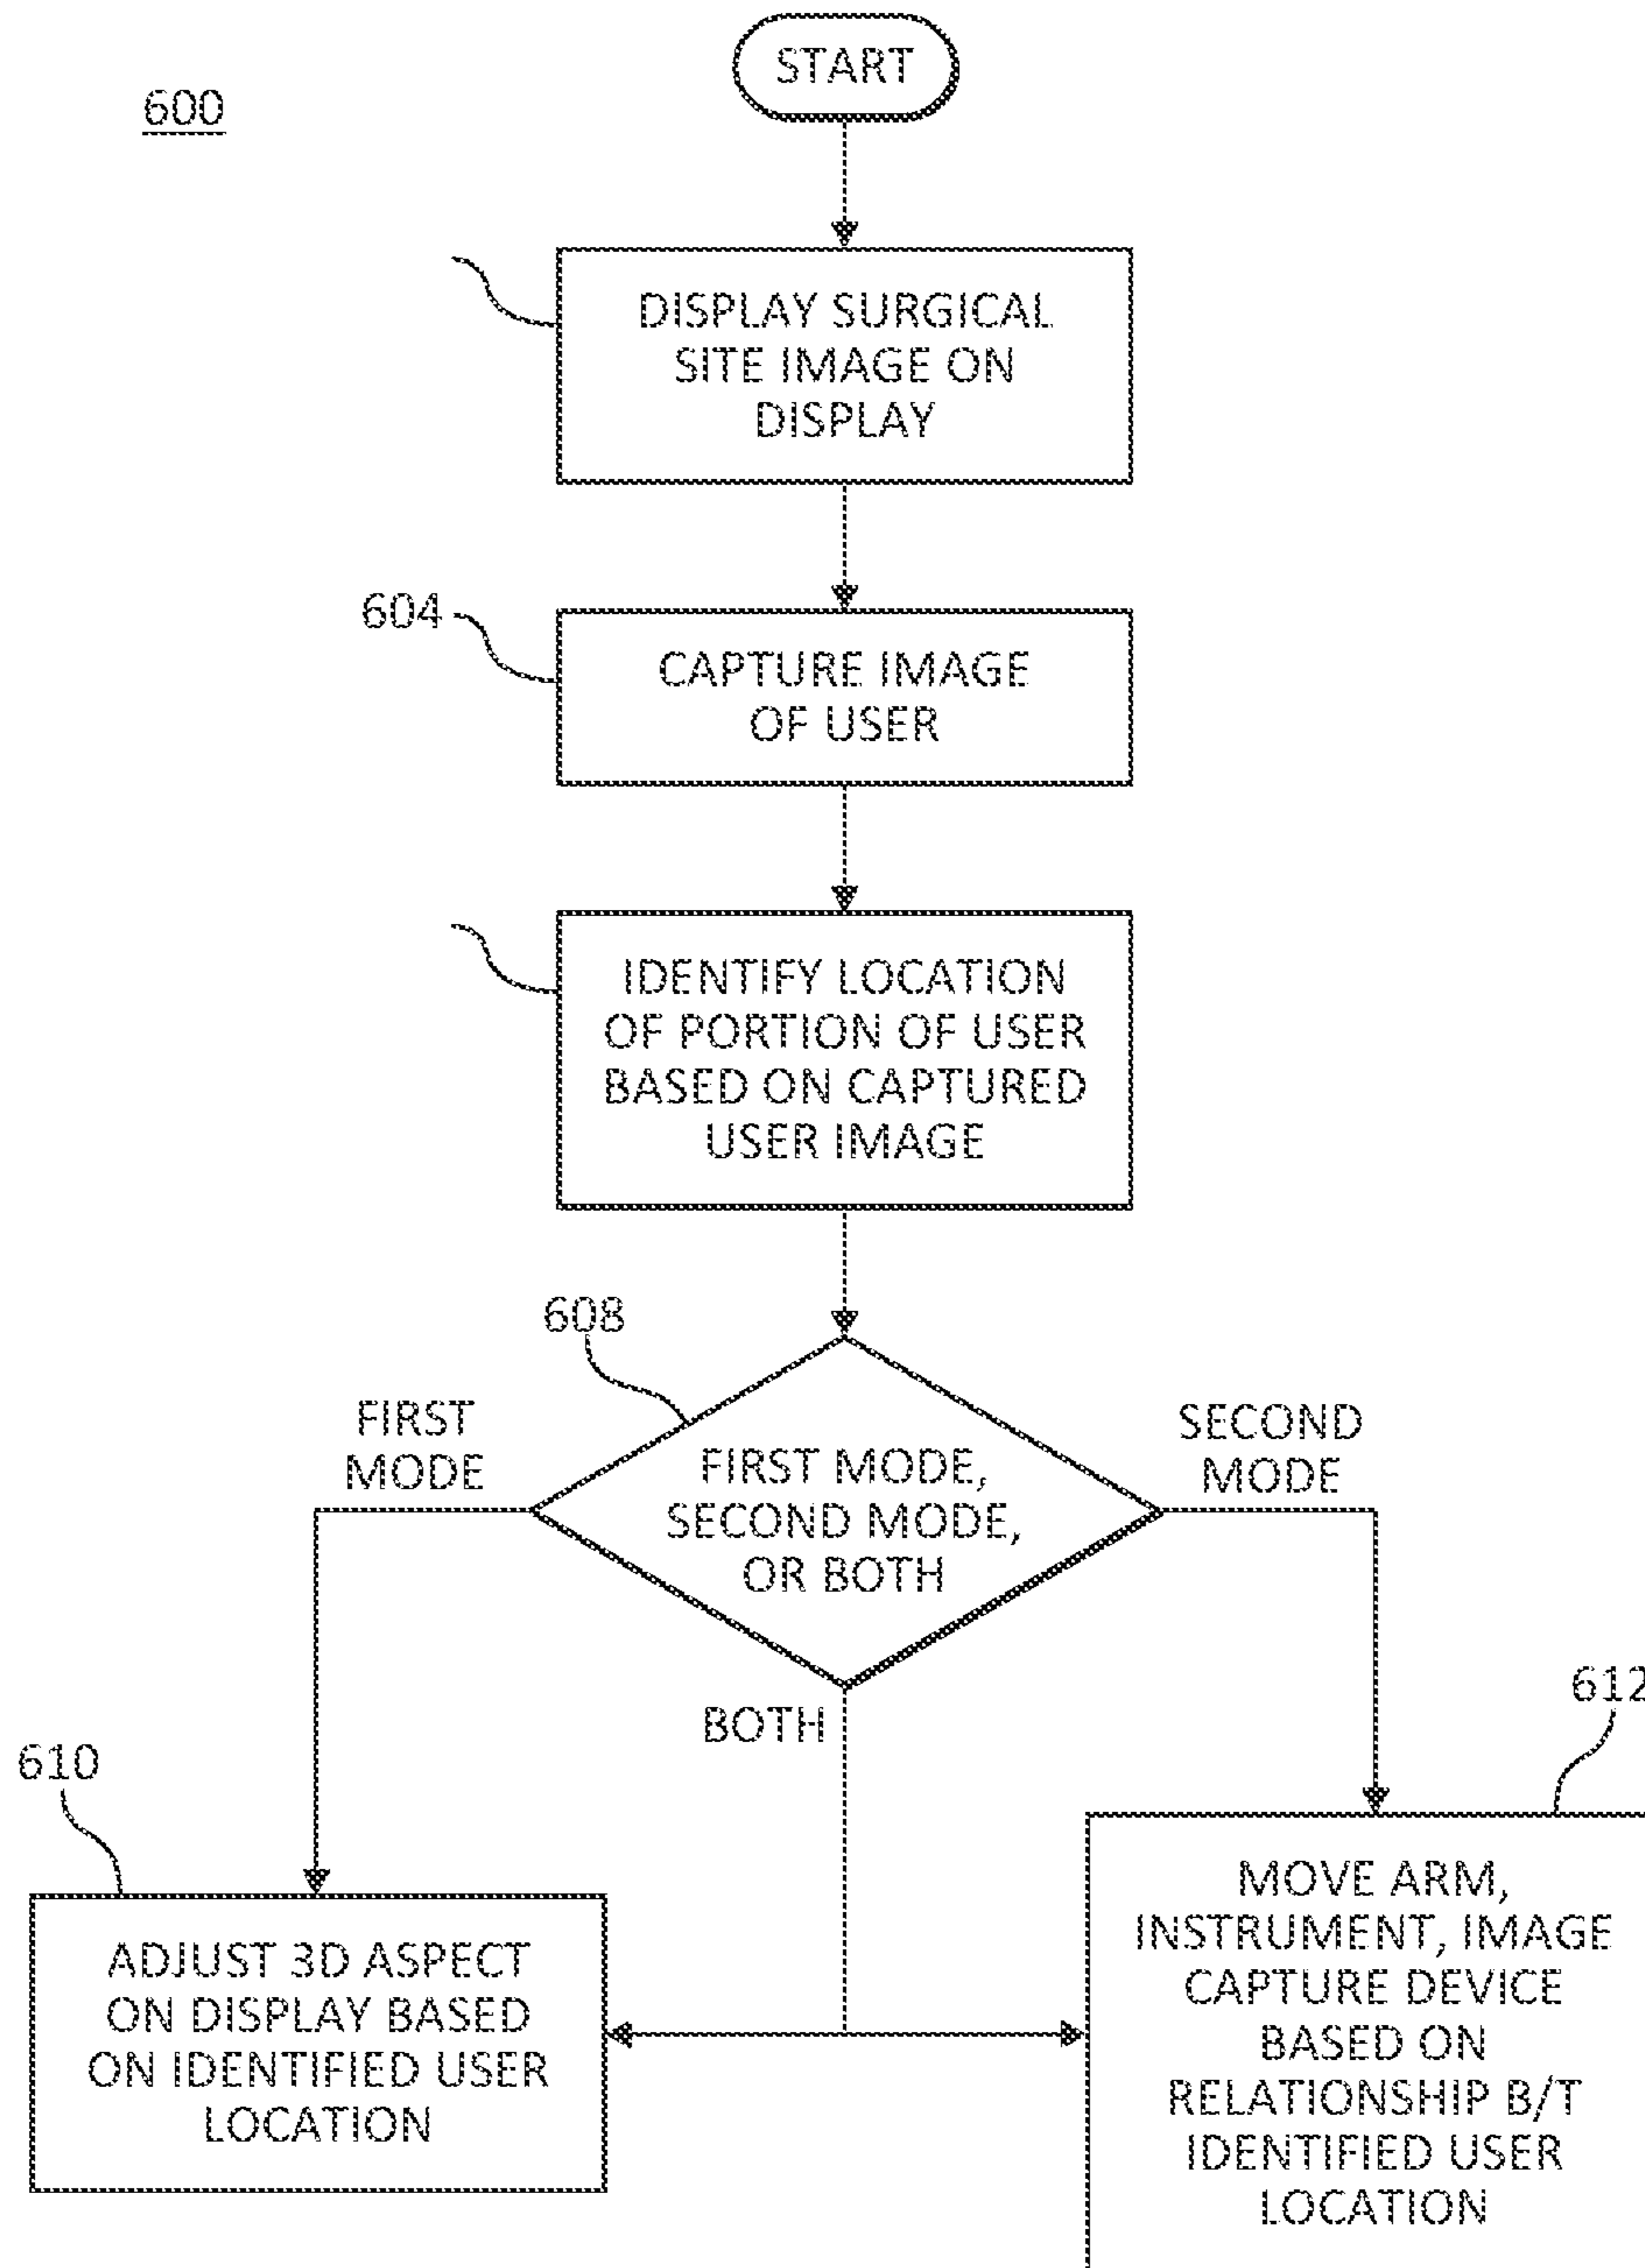 START
600
DISPLAY SURGICAL
SITE IMAGE ON
DISPLAY
604
CAPTURE IMAGE
OF USER
IDENTIFY LOCATION
OF PORTION OF USER
BASED ON CAPTURED
USER IMAGE
608
FIRST
MODE
SECOND
MODE
FIRST MODE,
SECOND MODE,
OR BOTH
BOTH
612
610
ADJUST 3D ASPECT
ON DISPLAY BASED
ON IDENTIFIED USER
LOCATION
MOVE ARM,
INSTRUMENT, IMAGE
CAPTURE DEVICE
BASED ON
RELATIONSHIP B/T
IDENTIFIED USER
LOCATION